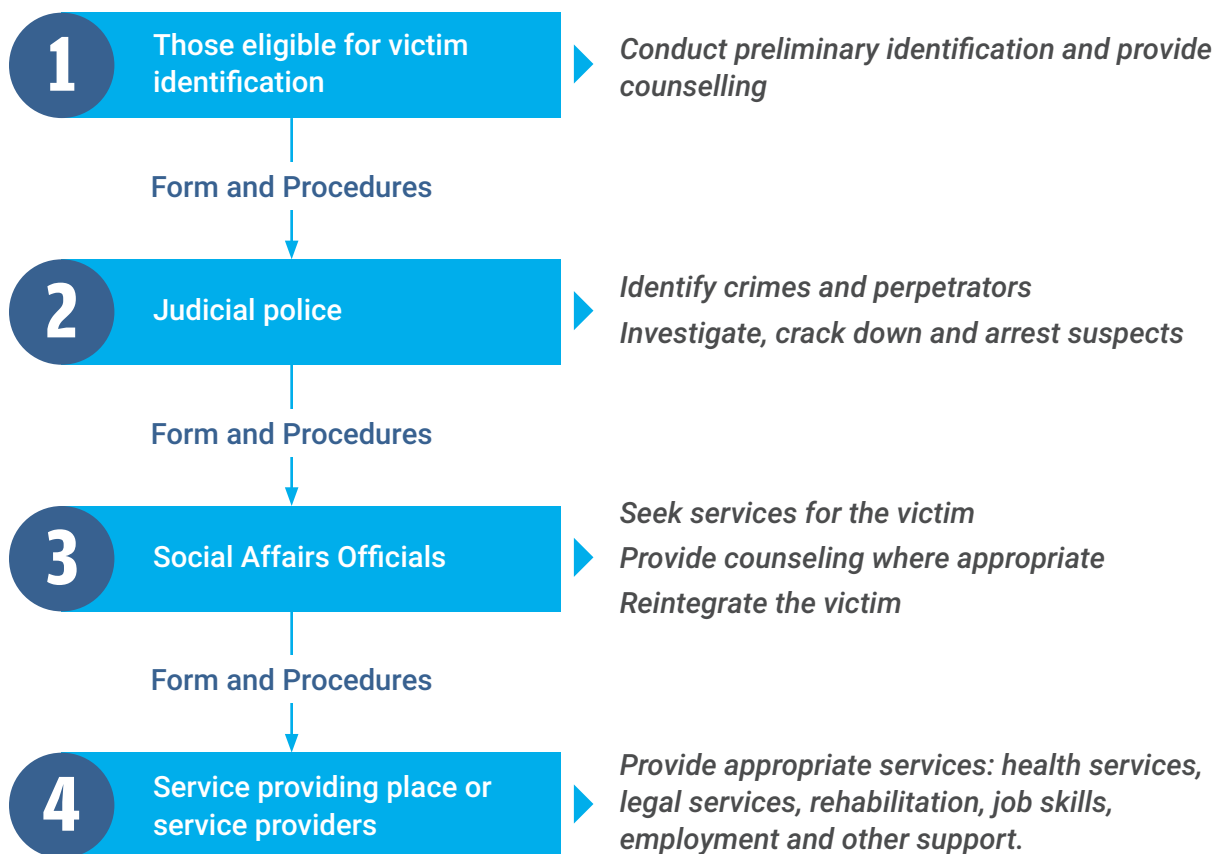 1
Those eligible for victim
identification
Conduct preliminary identification and provide
counselling
Form and Procedures
2
Judicial police
Identify crimes and perpetrators
Investigate, crack down and arrest suspects
Form and Procedures
3
Social Affairs Officials
Seek services for the victim
Provide counseling where appropriate
Reintegrate the victim
Form and Procedures
4
Service providing place or
service providers
Provide appropriate services: health services,
legal services, rehabilitation, job skills,
employment and other support.